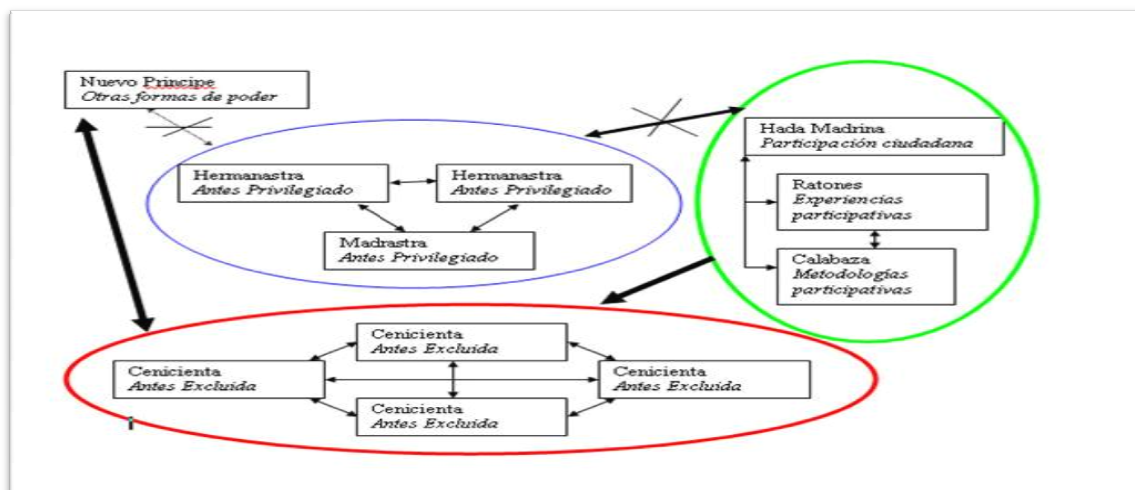 Nuevo Principe
Otras formas de poder
Hada Madrina
Participación ciudadana
Hermanastra
Antes Privilegiado
Hermanastra
Antes Privilegiado
Ratones
Experiencias
participativas
Madrastra
Antes Privilegiado
Calabaza
Metodologías
participativas
Cenicienta
Antes Excluida
Cenicienta
Antes Excluida
Cenicienta
Antes Excluida
Cenicienta
Antes Excluida